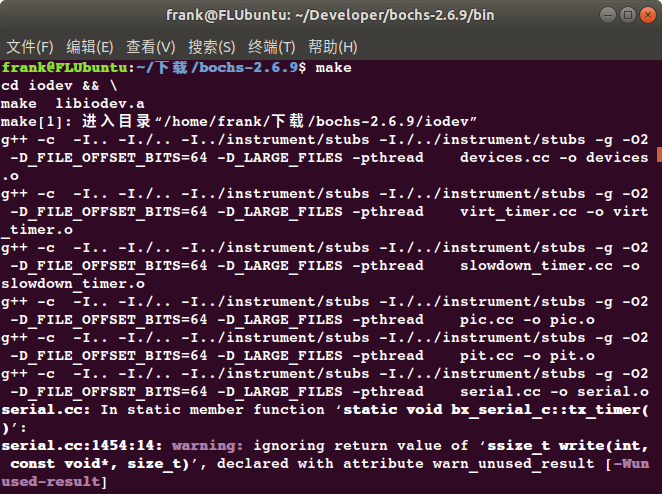 frank@FLUbuntu: ~/Developer/bochs-2.6.9/bin
文件(F) 编辑(E) 查看(V) 搜索(S) 终端(T) 帮助(H)
frank@FLUbuntu:~/下载/bochs-2.6.9$ make
cd iodev && \
make  libiodev.a
make[1]: 进入目录“/home/frank/下载/bochs-2.6.9/iodev”
g++ -c  -I.. -I./.. -I../instrument/stubs -I./../instrument/stubs -g -O2
 -D_FILE_OFFSET_BITS=64 -D_LARGE_FILES -pthread    devices.cc -o devices
.o
g++ -c  -I.. -I./.. -I../instrument/stubs -I./../instrument/stubs -g -O2
 -D_FILE_OFFSET_BITS=64 -D_LARGE_FILES -pthread    virt_timer.cc -o virt
_timer.o
g++ -c  -I.. -I./.. -I../instrument/stubs -I./../instrument/stubs -g -O2
 -D_FILE_OFFSET_BITS=64 -D_LARGE_FILES -pthread    slowdown_timer.cc -o
slowdown_timer.o
g++ -c  -I.. -I./.. -I../instrument/stubs -I./../instrument/stubs -g -O2
 -D_FILE_OFFSET_BITS=64 -D_LARGE_FILES -pthread    pic.cc -o pic.o
g++ -c  -I.. -I./.. -I../instrument/stubs -I./../instrument/stubs -g -O2
 -D_FILE_OFFSET_BITS=64 -D_LARGE_FILES -pthread    pit.cc -o pit.o
g++ -c  -I.. -I./.. -I../instrument/stubs -I./../instrument/stubs -g -O2
 -D_FILE_OFFSET_BITS=64 -D_LARGE_FILES -pthread    serial.cc -o serial.o
serial.cc: In static member function ‘static void bx_serial_c::tx_timer(
)’:
serial.cc:1454:14: warning: ignoring return value of ‘ssize_t write(int,
 const void*, size_t)’, declared with attribute warn_unused_result [-Wun
used-result]